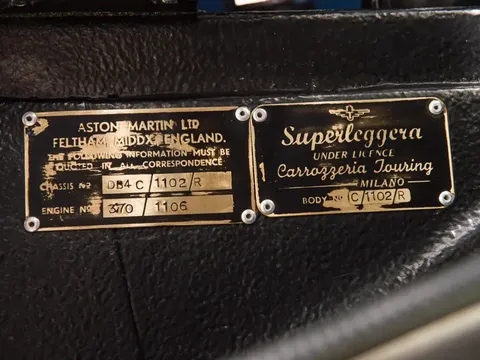 ASTON MARTIN LTD
FELTHAM, MIDDX, ENGLAND.
THE FOLLOWING INFORMATION MUST BE
QUOTED IN ALL CORRESPONDENCE
CHASSIS Nº DB4C/1102/R
ENGINE Nº 370/1106
Superleggera
UNDER LICENCE
Carrozzeria Touring
MILANO
BODY Nº C/1102/R